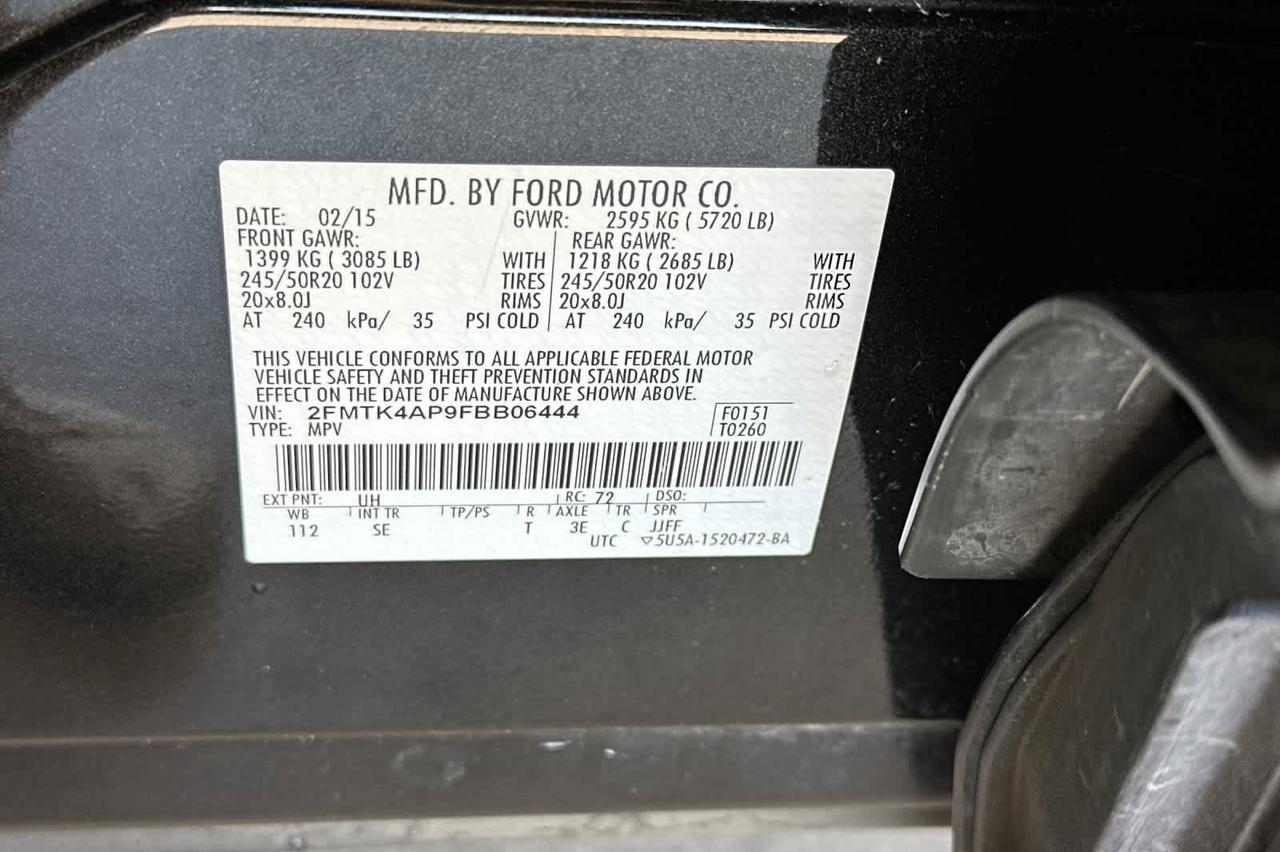 MFD. BY FORD MOTOR CO.
DATE: 02/15 GVWR: 2595 KG ( 5720 LB)
FRONT GAWR: REAR GAWR:
1399 KG ( 3085 LB) WITH 1218 KG ( 2685 LB) WITH
245/50R20 102V TIRES 245/50R20 102V TIRES
20x8.0J RIMS 20x8.0J RIMS
AT 240 kPa/ 35 PSI COLD AT 240 kPa/ 35 PSI COLD
THIS VEHICLE CONFORMS TO ALL APPLICABLE FEDERAL MOTOR
VEHICLE SAFETY AND THEFT PREVENTION STANDARDS IN
EFFECT ON THE DATE OF MANUFACTURE SHOWN ABOVE.
VIN: 2FMTK4AP9FBB06444 F0151
TYPE: MPV T0260
EXT PNT: UH RC: 72 DSO:
WB INT TR TP/PS R AXLE TR SPR
112 SE T 3E C JJFF
UTC ▽5U5A-1520472-BA